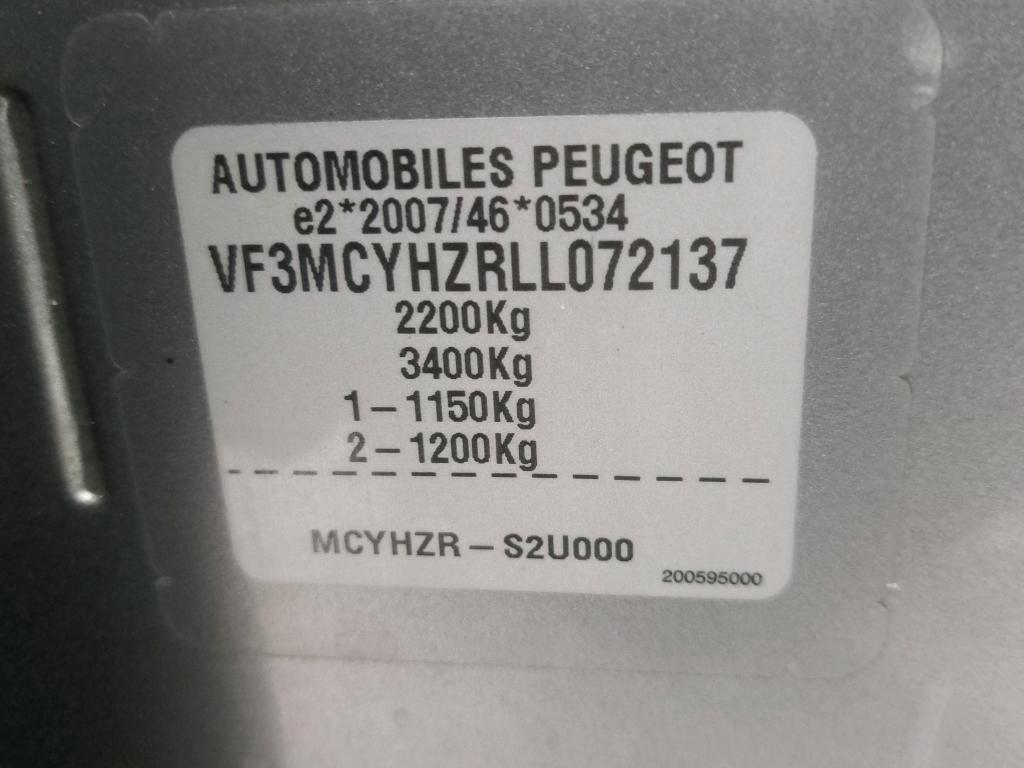 AUTOMOBILES PEUGEOT
e2*2007/46*0534
VF3MCYHZRLL072137
2200Kg
3400Kg
1-1150Kg
2-1200Kg
MCYHZR-S2U000
200595000